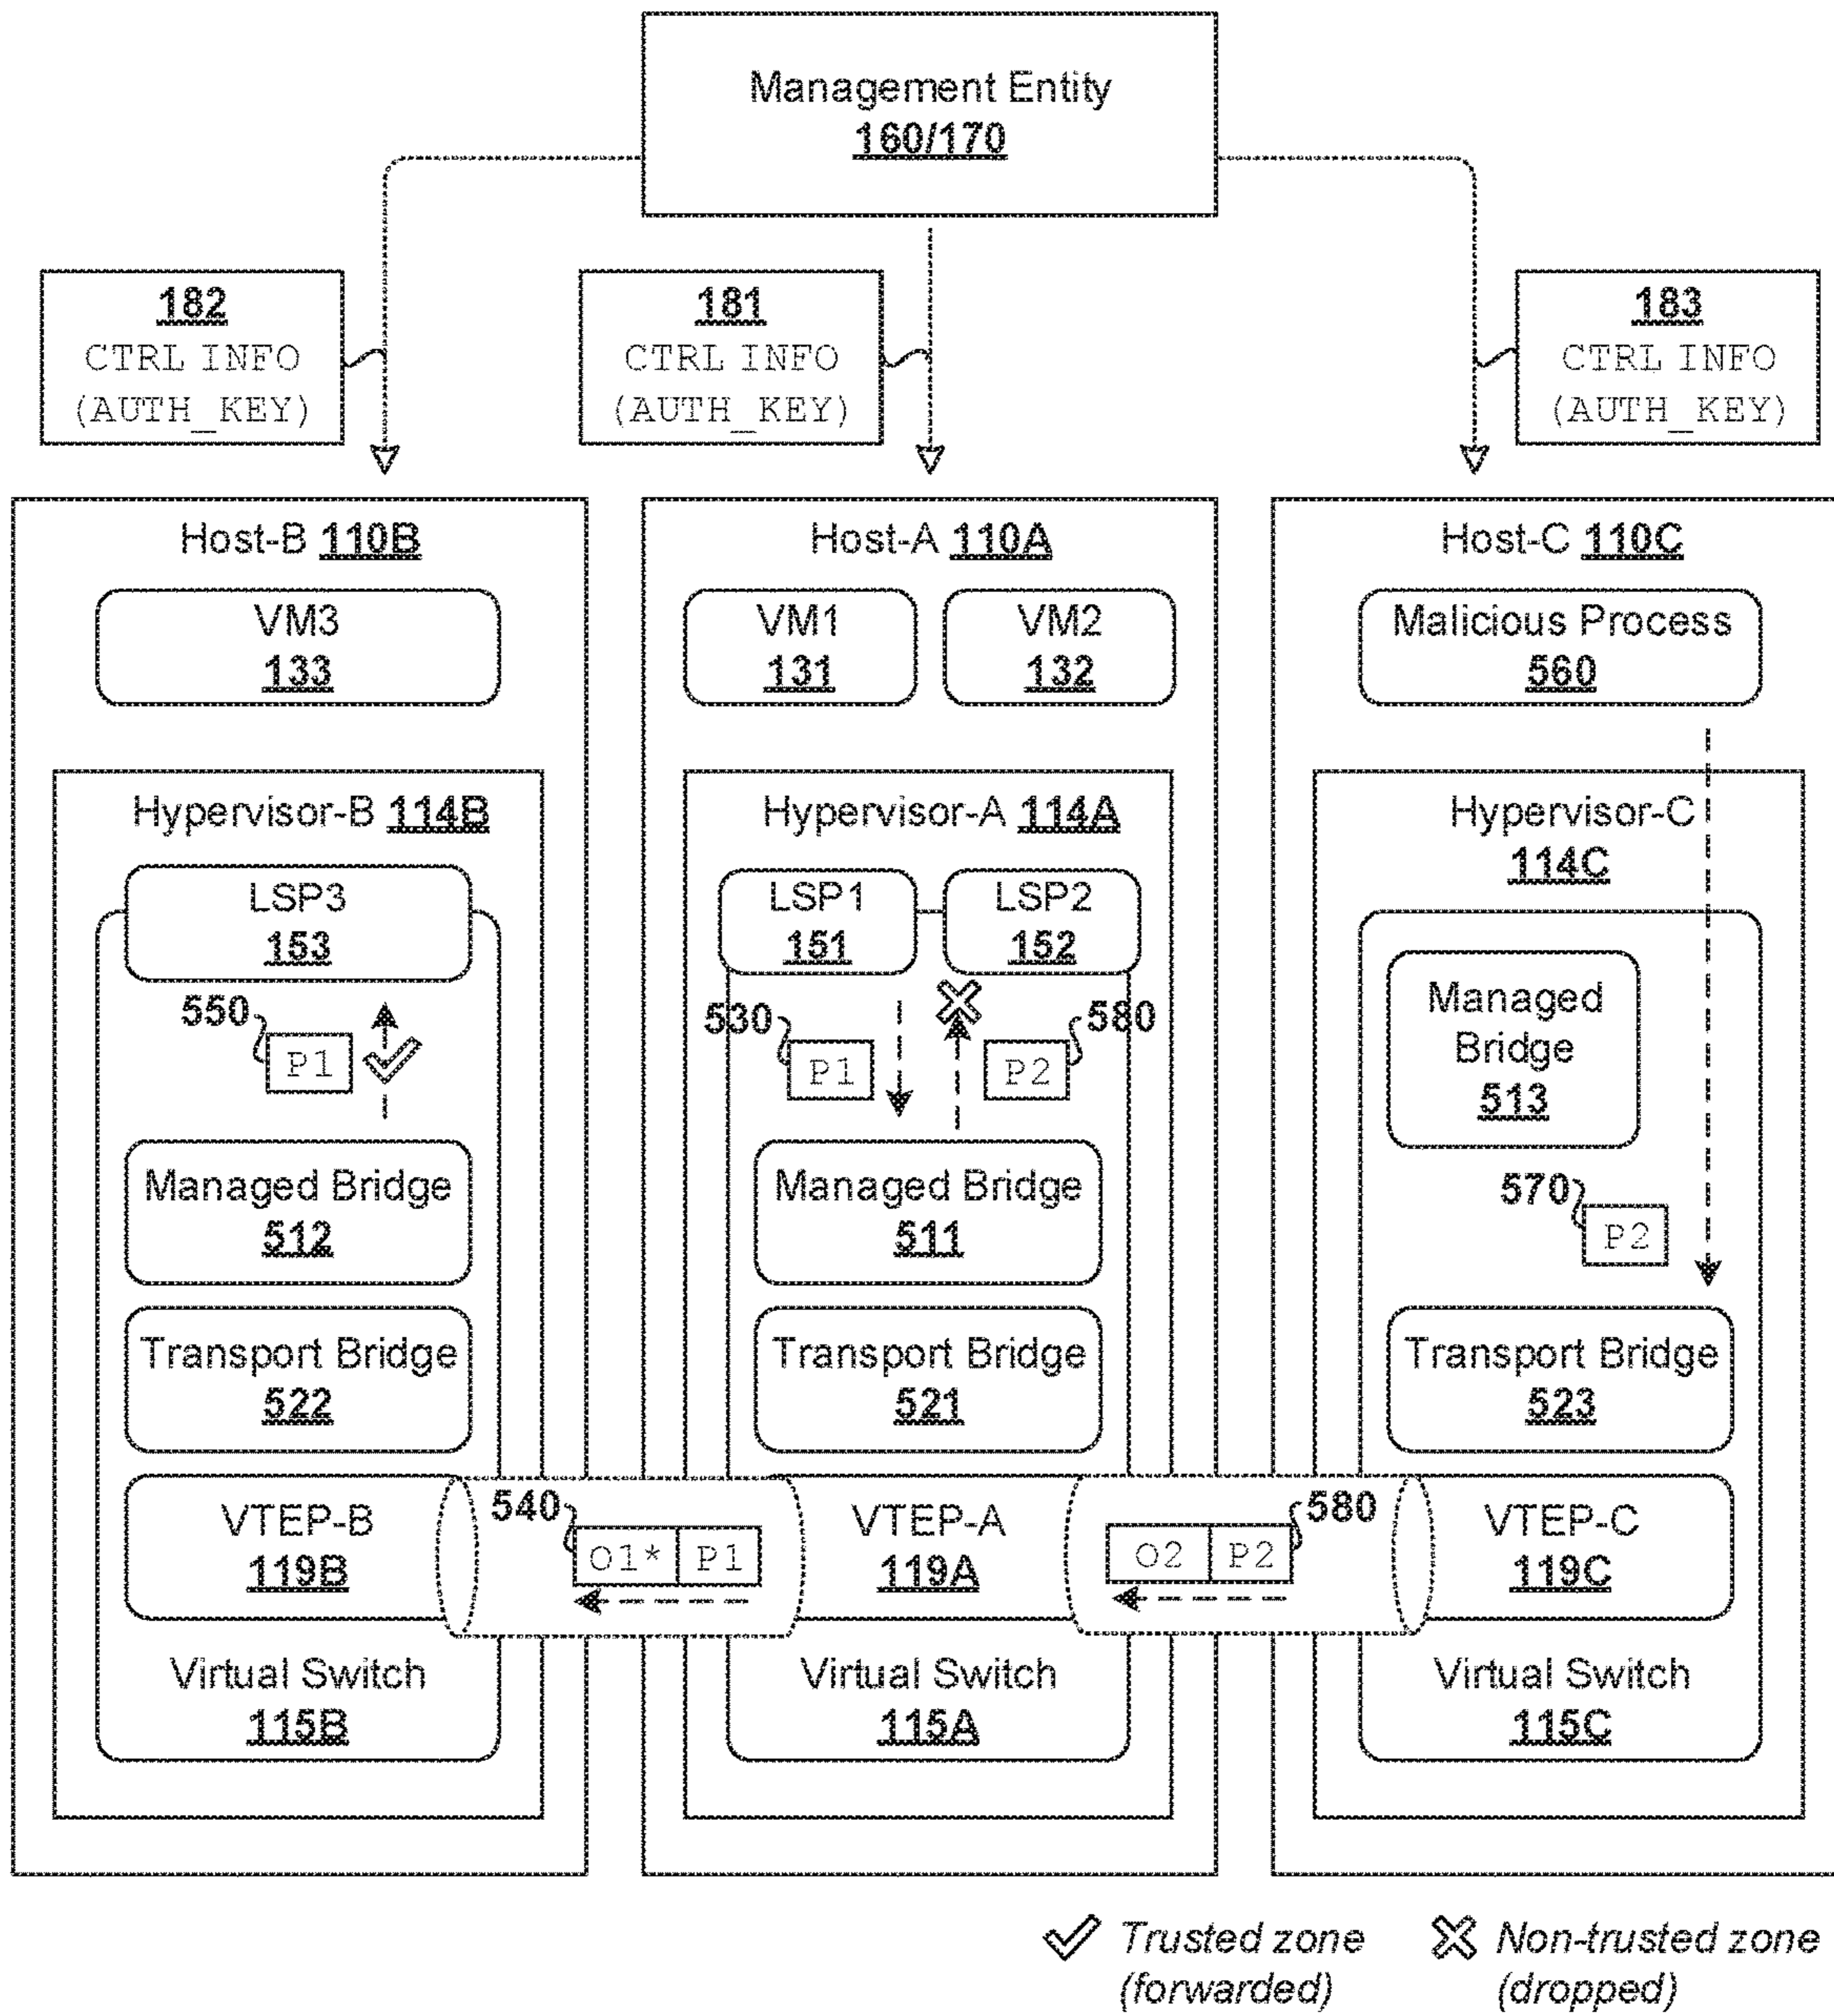 Management Entity
160/170
182
CTRL INFO
(AUTH_KEY)
181
CTRL INFO
(AUTH_KEY)
183
CTRL INFO
(AUTH_KEY)
Host-B 110B
VM3
133
Hypervisor-B 114B
LSP3
153
550
P1
Managed Bridge
512
Transport Bridge
522
VTEP-B
119B
Virtual Switch
115B
Host-A 110A
VM1
131
VM2
132
Hypervisor-A 114A
LSP1
151
LSP2
152
530
P1
580
P2
Managed Bridge
511
Transport Bridge
521
540
O1* P1
VTEP-A
119A
Virtual Switch
115A
Host-C 110C
Malicious Process
560
Hypervisor-C
114C
Managed
Bridge
513
570
P2
Transport Bridge
523
580
O2 P2
VTEP-C
119C
Virtual Switch
115C
Trusted zone
(forwarded)
Non-trusted zone
(dropped)